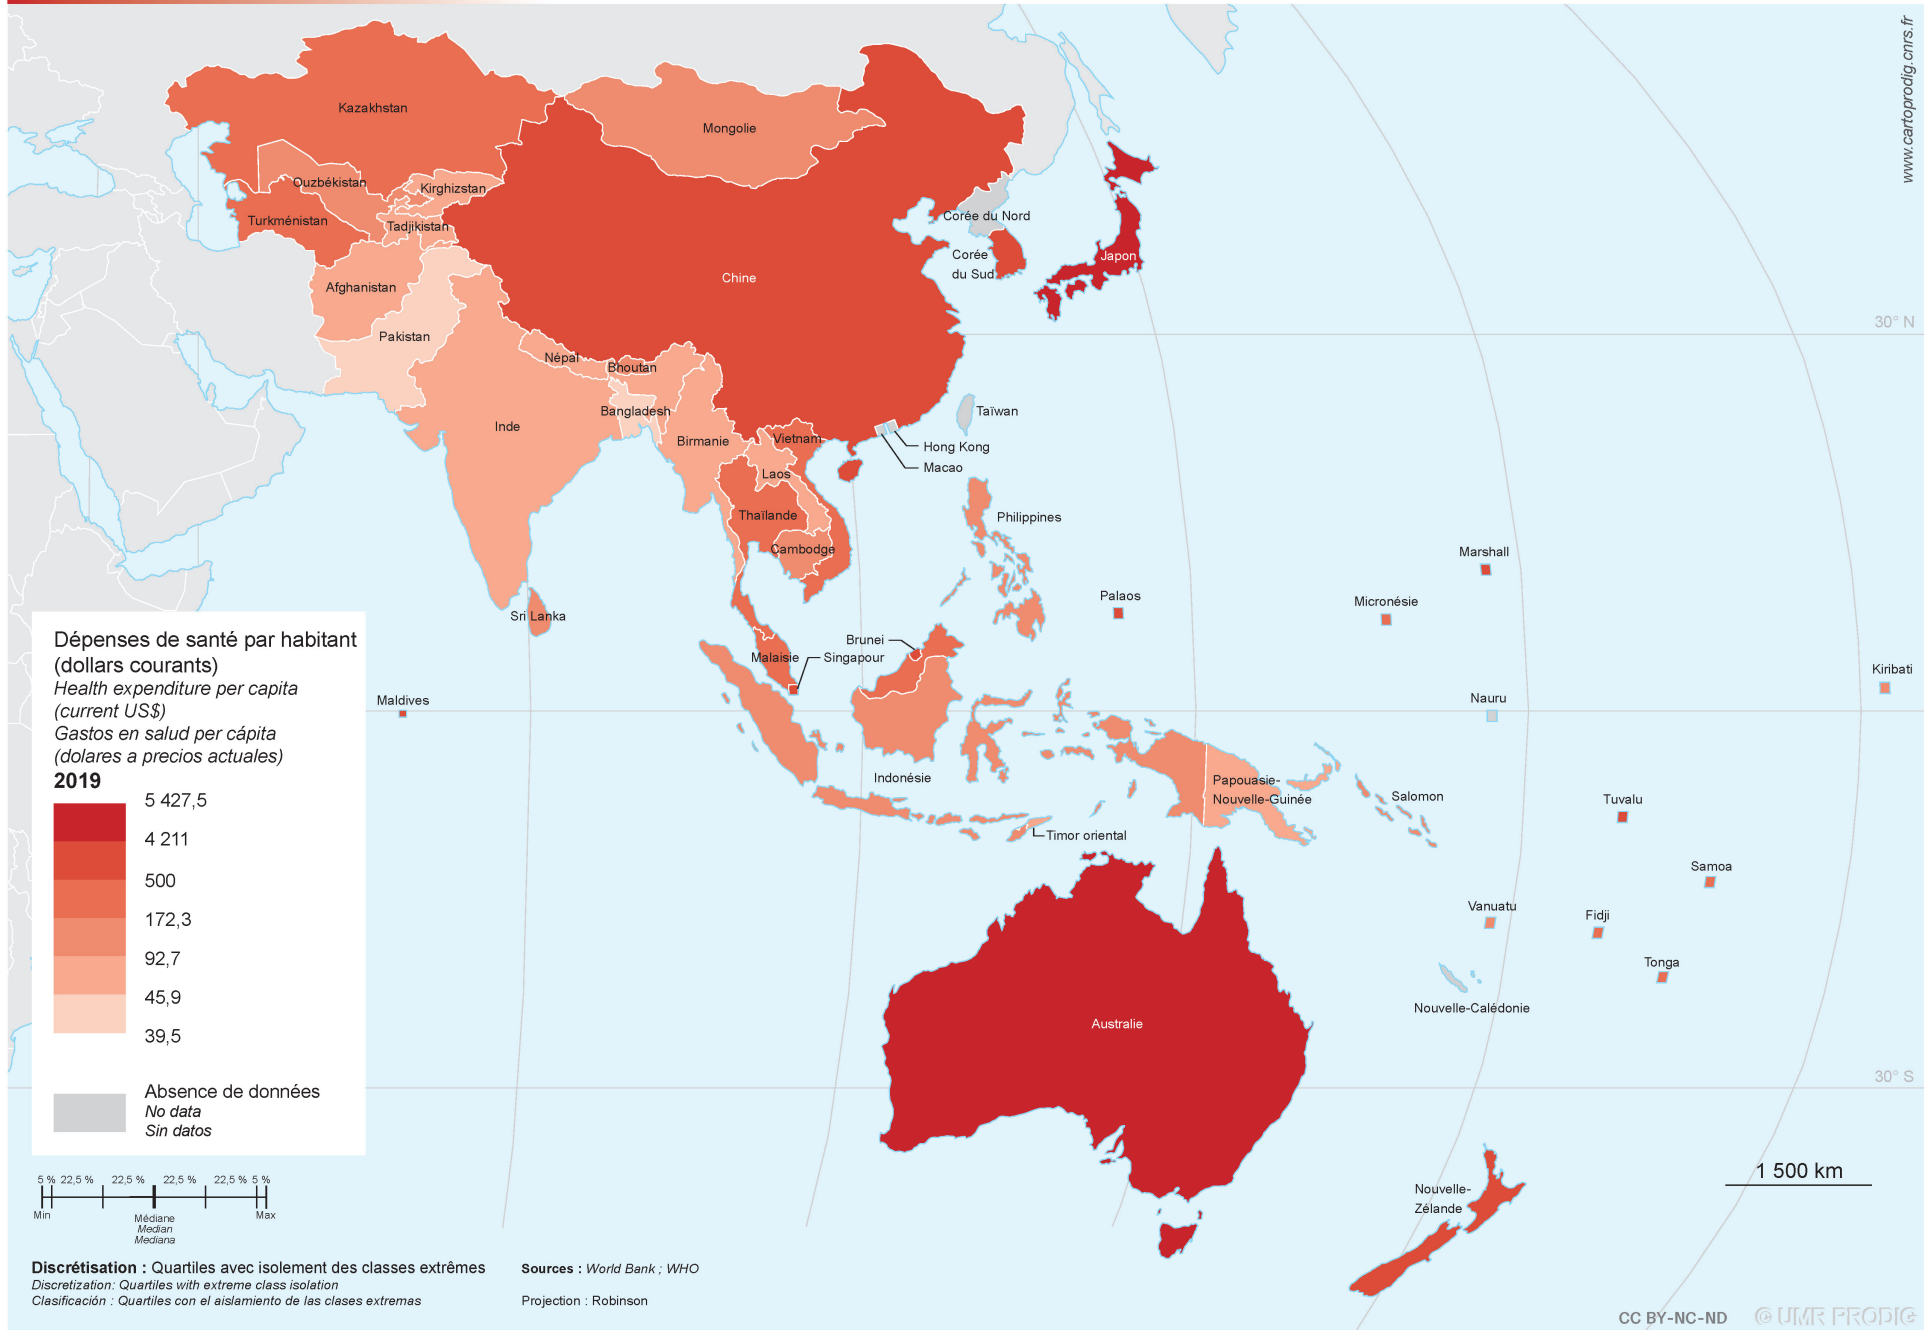 www.cartoprodig.cnrs.fr
Kazakhstan
Mongolie
Ouzbékistan
Kirghizstan
Turkménistan
Tadjikistan
Corée du Nord
Corée
du Sud
Japon
Chine
Afghanistan
Pakistan
30° N
Népal
Bhoutan
Bangladesh
Inde
Birmanie
Vietnam
Taïwan
Hong Kong
Macao
Laos
Thaïlande
Philippines
Cambodge
Marshall
Palaos
Micronésie
Sri Lanka
Brunei
Malaisie
Singapour
Kiribati
Maldives
Nauru
Indonésie
Papouasie-
Nouvelle-Guinée
Salomon
Tuvalu
Timor oriental
Samoa
Vanuatu
Fidji
Tonga
Nouvelle-Calédonie
Australie
30° S
Nouvelle-
Zélande
1 500 km
Dépenses de santé par habitant
(dollars courants)
Health expenditure per capita
(current US$)
Gastos en salud per cápita
(dolares a precios actuales)
2019
5 427,5
4 211
500
172,3
92,7
45,9
39,5
Absence de données
No data
Sin datos
5 % 22,5 % 22,5 % 22,5 % 22,5 % 5 %
Min Max
Médiane
Median
Mediana
Discrétisation : Quartiles avec isolement des classes extrêmes
Discretization: Quartiles with extreme class isolation
Clasificación : Quartiles con el aislamiento de las clases extremas
Sources : World Bank ; WHO
Projection : Robinson
CC BY-NC-ND © UMR PRODIG